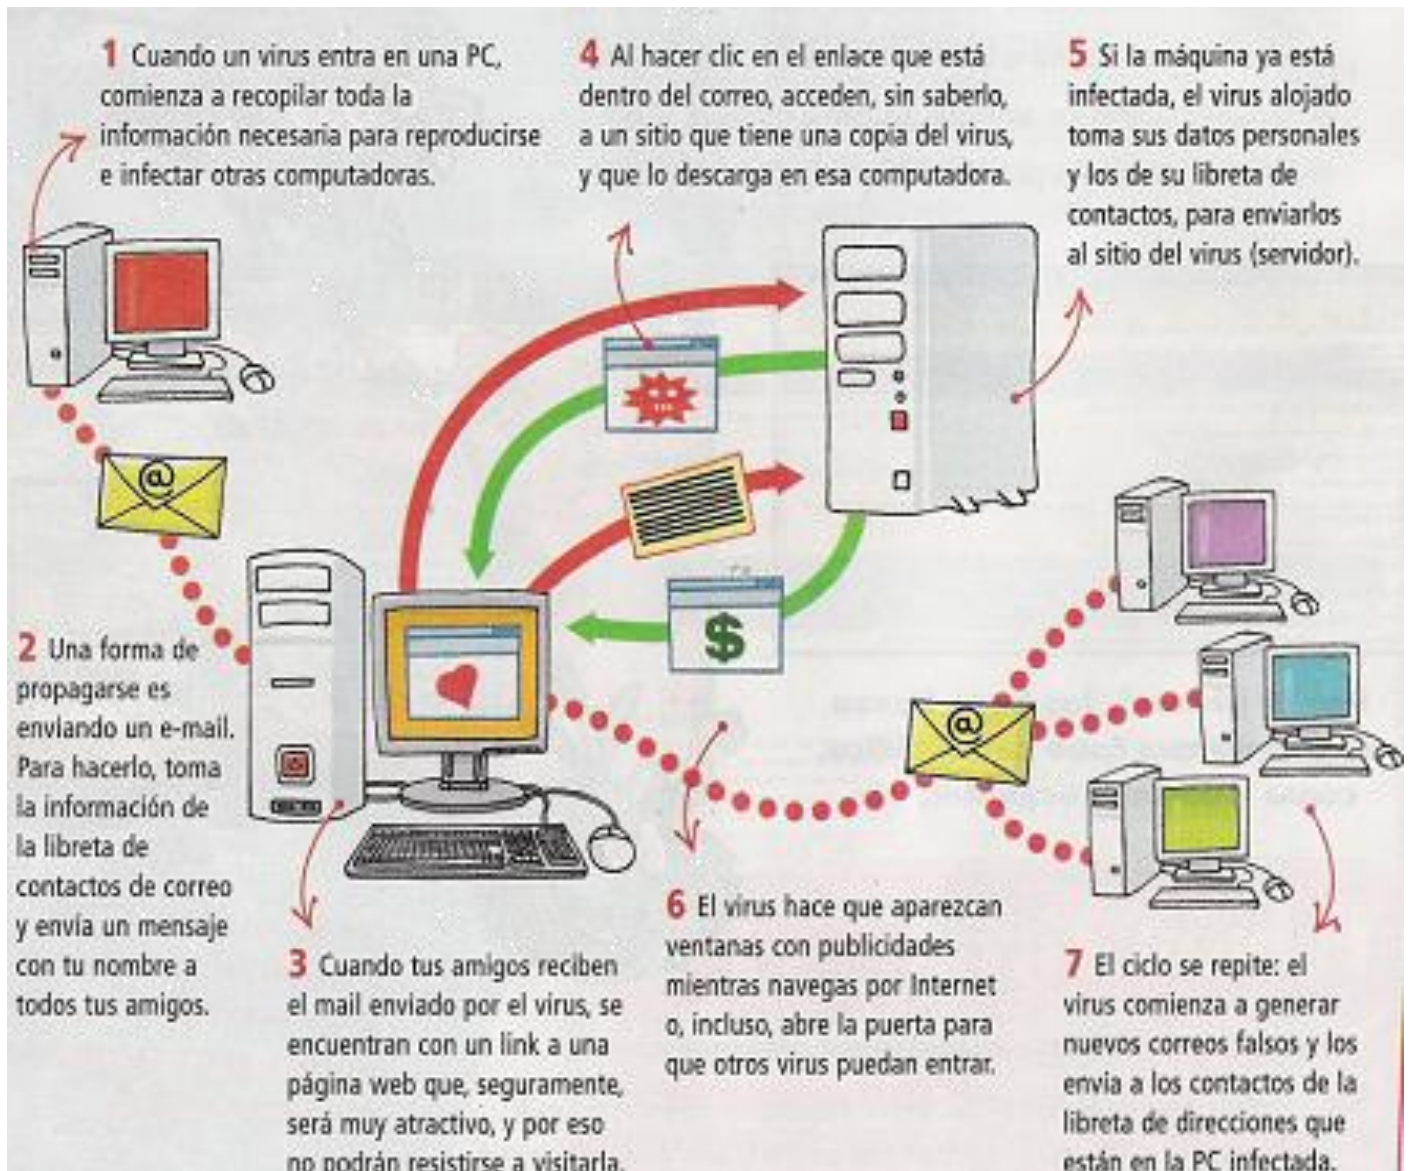 1 Cuando un virus entra en una PC,
comienza a recopilar toda la
información necesaria para reproducirse
e infectar otras computadoras.
2 Una forma de
propagarse es
enviando un e-mail.
Para hacerlo, toma
la información de
la libreta de
contactos de correo
y envía un mensaje
con tu nombre a
todos tus amigos.
3 Cuando tus amigos reciben
el mail enviado por el virus, se
encuentran con un link a una
página web que, seguramente,
será muy atractivo, y por eso
no podrán resistirse a visitarla.
4 Al hacer clic en el enlace que está
dentro del correo, acceden, sin saberlo,
a un sitio que tiene una copia del virus,
y que lo descarga en esa computadora.
5 Si la máquina ya está
infectada, el virus alojado
toma sus datos personales
y los de su libreta de
contactos, para enviarlos
al sitio del virus (servidor).
6 El virus hace que aparezcan
ventanas con publicidades
mientras navegas por Internet
o, incluso, abre la puerta para
que otros virus puedan entrar.
7 El ciclo se repite: el
virus comienza a generar
nuevos correos falsos y los
envía a los contactos de la
libreta de direcciones que
están en la PC infectada.
@
@
$